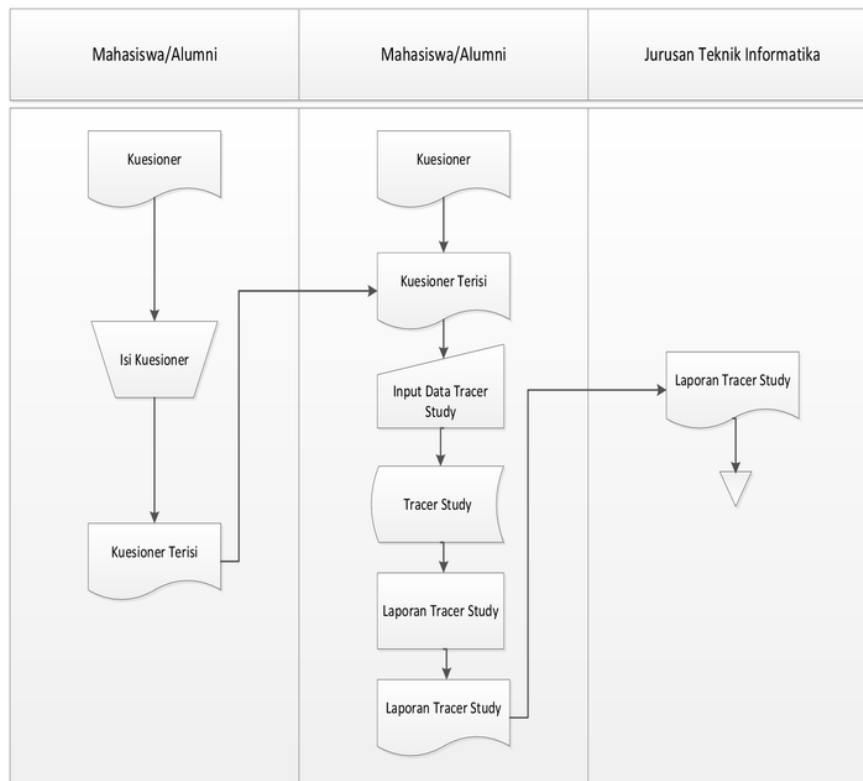 Mahasiswa/Alumni
Mahasiswa/Alumni
Jurusan Teknik Informatika
Kuesioner
Isi Kuesioner
Kuesioner Terisi
Kuesioner
Kuesioner Terisi
Input Data Tracer
Study
Tracer Study
Laporan Tracer Study
Laporan Tracer Study
Laporan Tracer Study